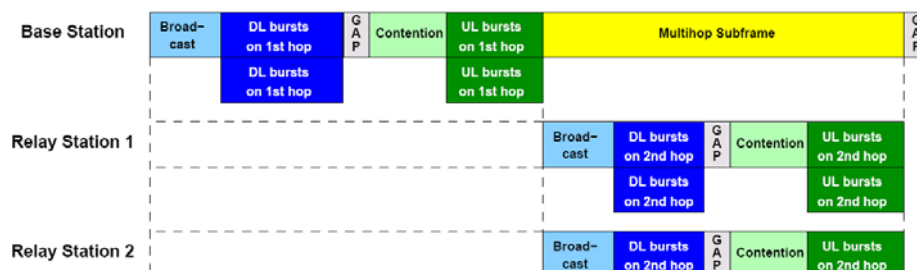 Base Station
Broad-
cast
DL bursts
on 1st hop
G
A
P
Contention
UL bursts
on 1st hop
Multihop Subframe
G
A
P
DL bursts
on 1st hop
UL bursts
on 1st hop
Relay Station 1
Broad-
cast
DL bursts
on 2nd hop
G
A
P
Contention
UL bursts
on 2nd hop
DL bursts
on 2nd hop
UL bursts
on 2nd hop
Relay Station 2
Broad-
cast
DL bursts
on 2nd hop
G
A
P
Contention
UL bursts
on 2nd hop